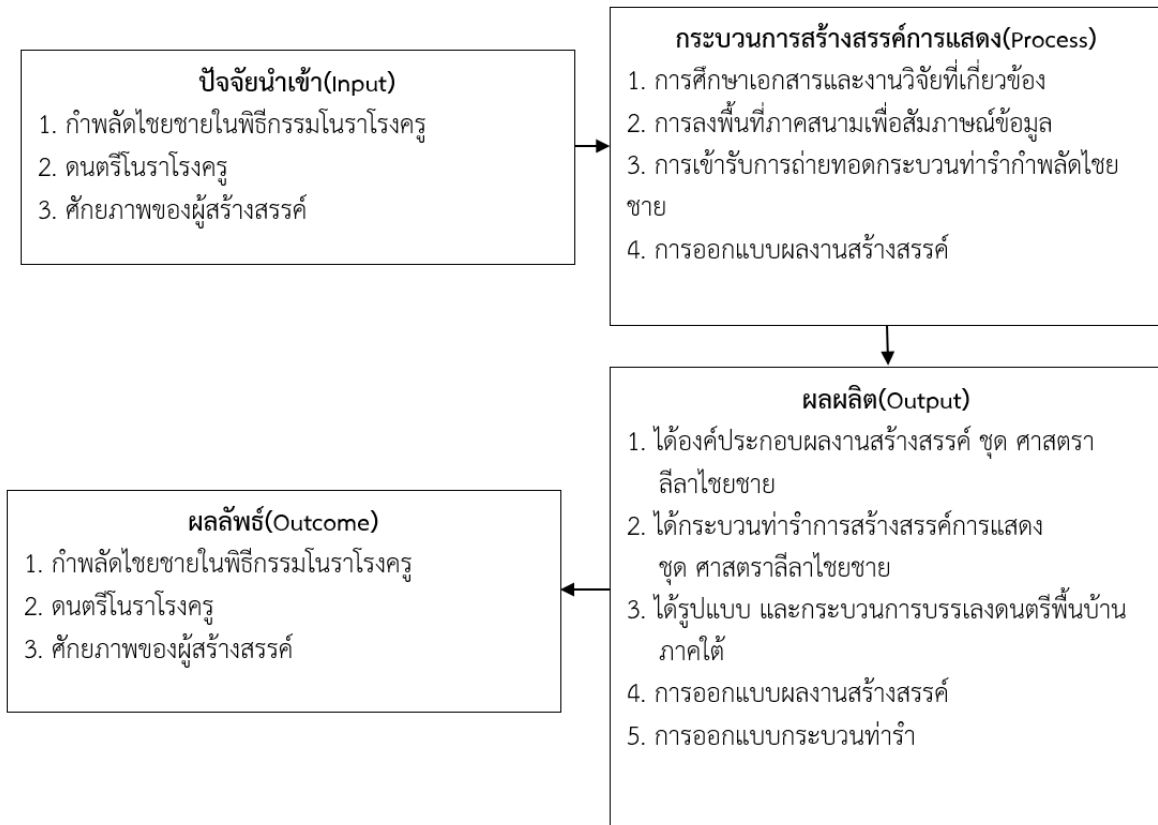 ปัจจัยนำเข้า(Input)
1. กำพลัดไชยชายในพิธีกรรมโนราโรงครู
2. ดนตรีโนราโรงครู
3. ศักยภาพของผู้สร้างสรรค์
กระบวนการสร้างสรรค์การแสดง(Process)
1. การศึกษาเอกสารและงานวิจัยที่เกี่ยวข้อง
2. การลงพื้นที่ภาคสนามเพื่อสัมภาษณ์ข้อมูล
3. การเข้ารับการถ่ายทอดกระบวนท่ารำกำพลัดไชย
ชาย
4. การออกแบบผลงานสร้างสรรค์
ผลผลิต(Output)
1. ได้องค์ประกอบผลงานสร้างสรรค์ ชุด ศาสตรา
ลีลาไชยชาย
2. ได้กระบวนท่ารำการสร้างสรรค์การแสดง
ชุด ศาสตราลีลาไชยชาย
3. ได้รูปแบบ และกระบวนการบรรเลงดนตรีพื้นบ้าน
ภาคใต้
4. การออกแบบผลงานสร้างสรรค์
5. การออกแบบกระบวนท่ารำ
ผลลัพธ์(Outcome)
1. กำพลัดไชยชายในพิธีกรรมโนราโรงครู
2. ดนตรีโนราโรงครู
3. ศักยภาพของผู้สร้างสรรค์